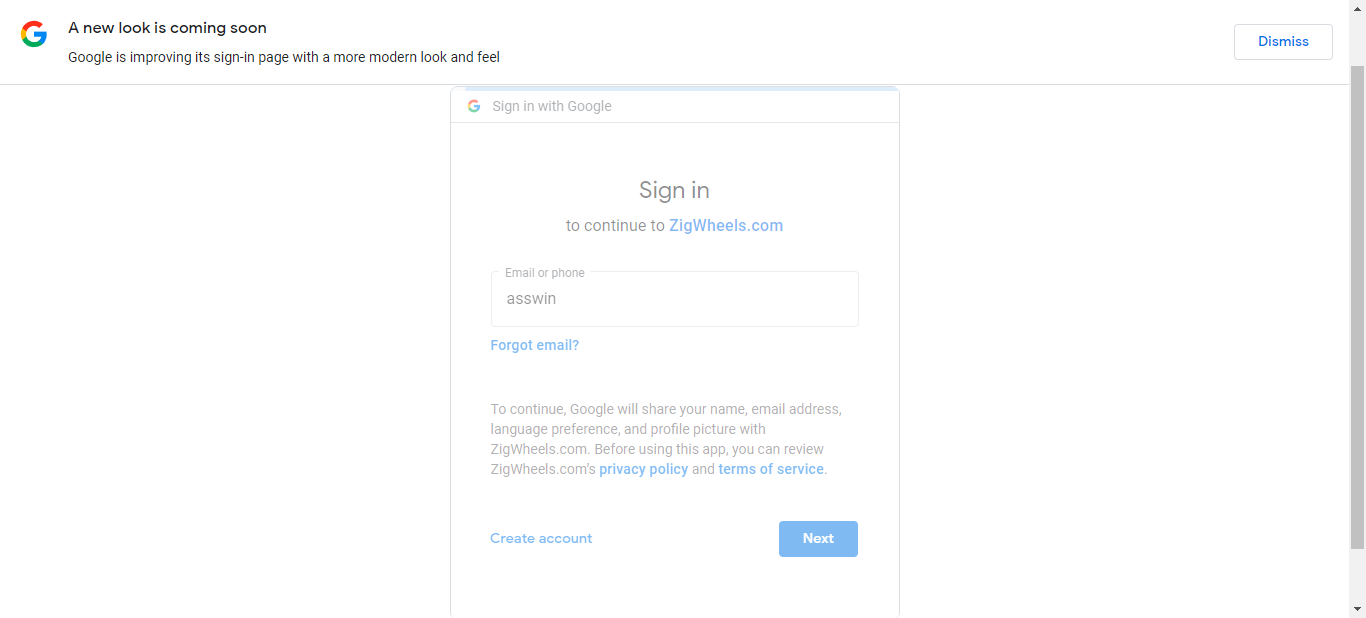 A new look is coming soon
Google is improving its sign-in page with a more modern look and feel
Dismiss
Sign in with Google
Sign in
to continue to ZigWheels.com
Email or phone
asswin
Forgot email?
To continue, Google will share your name, email address,
language preference, and profile picture with
ZigWheels.com. Before using this app, you can review
ZigWheels.com's privacy policy and terms of service.
Create account
Next